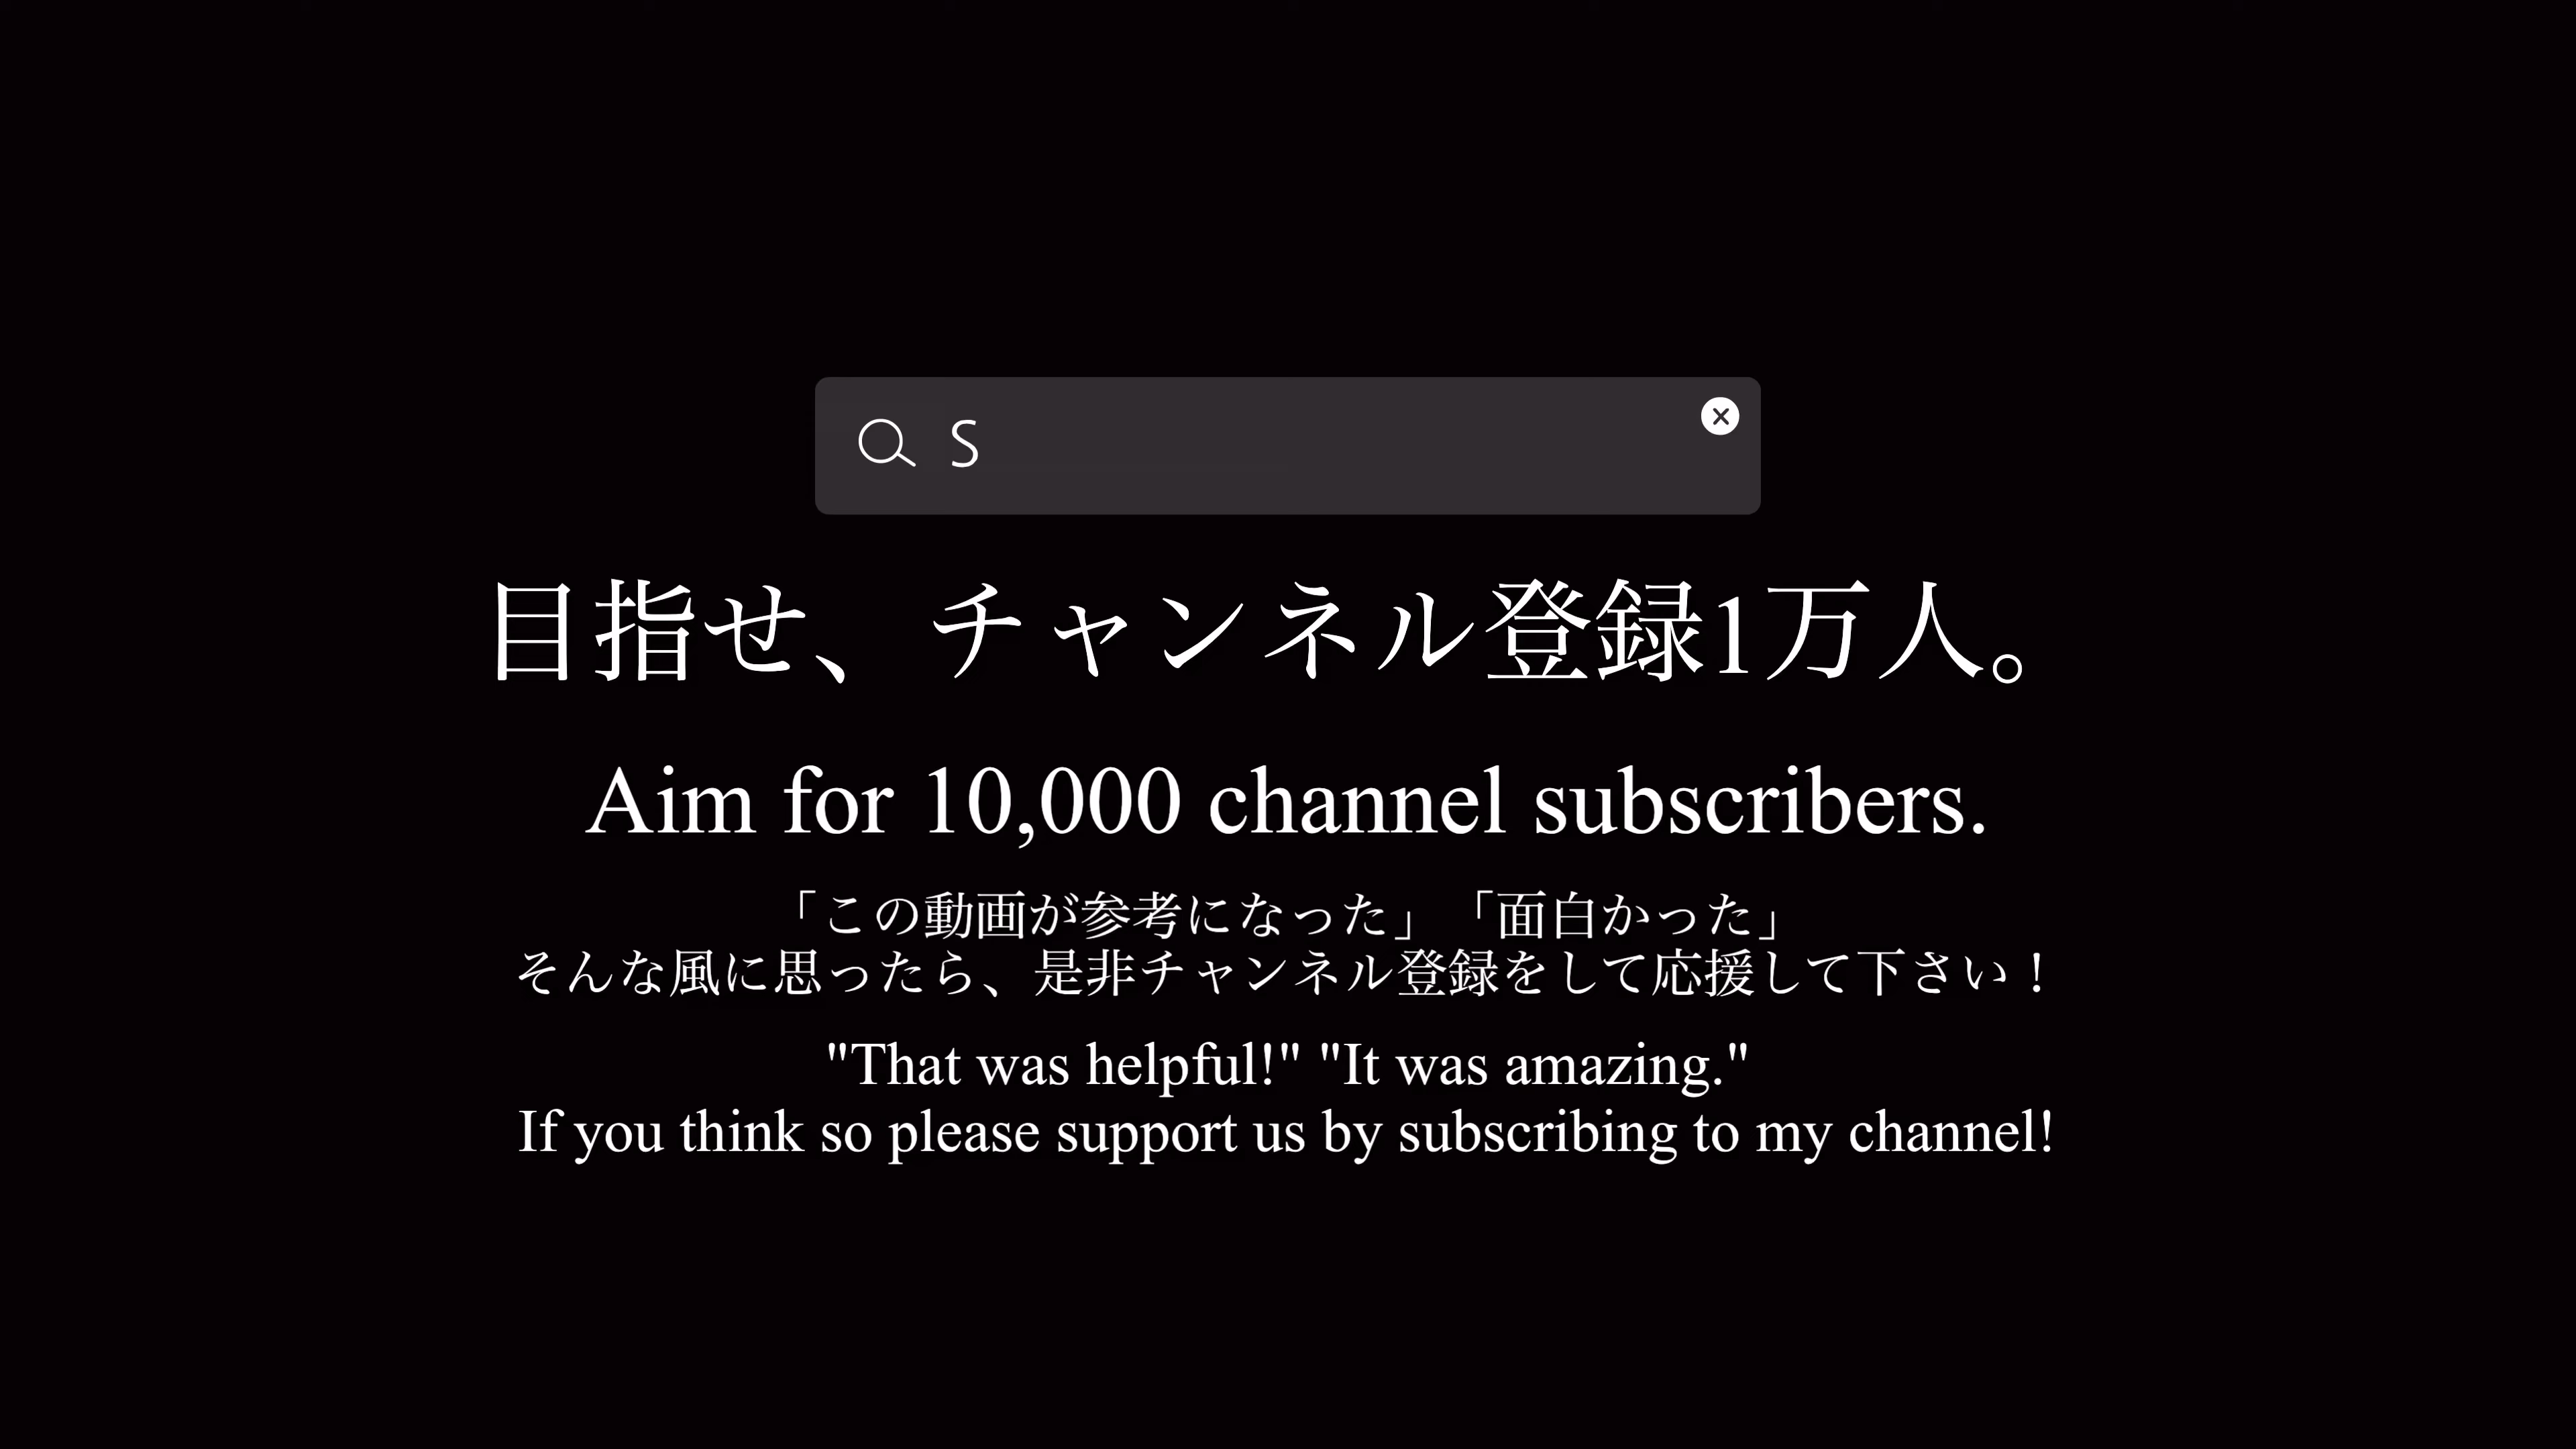 S
目指せ、チャンネル登録1万人。
Aim for 10,000 channel subscribers.
「この動画が参考になった」「面白かった」
そんな風に思ったら、是非チャンネル登録をして応援して下さい！
"That was helpful!" "It was amazing."
If you think so please support us by subscribing to my channel!